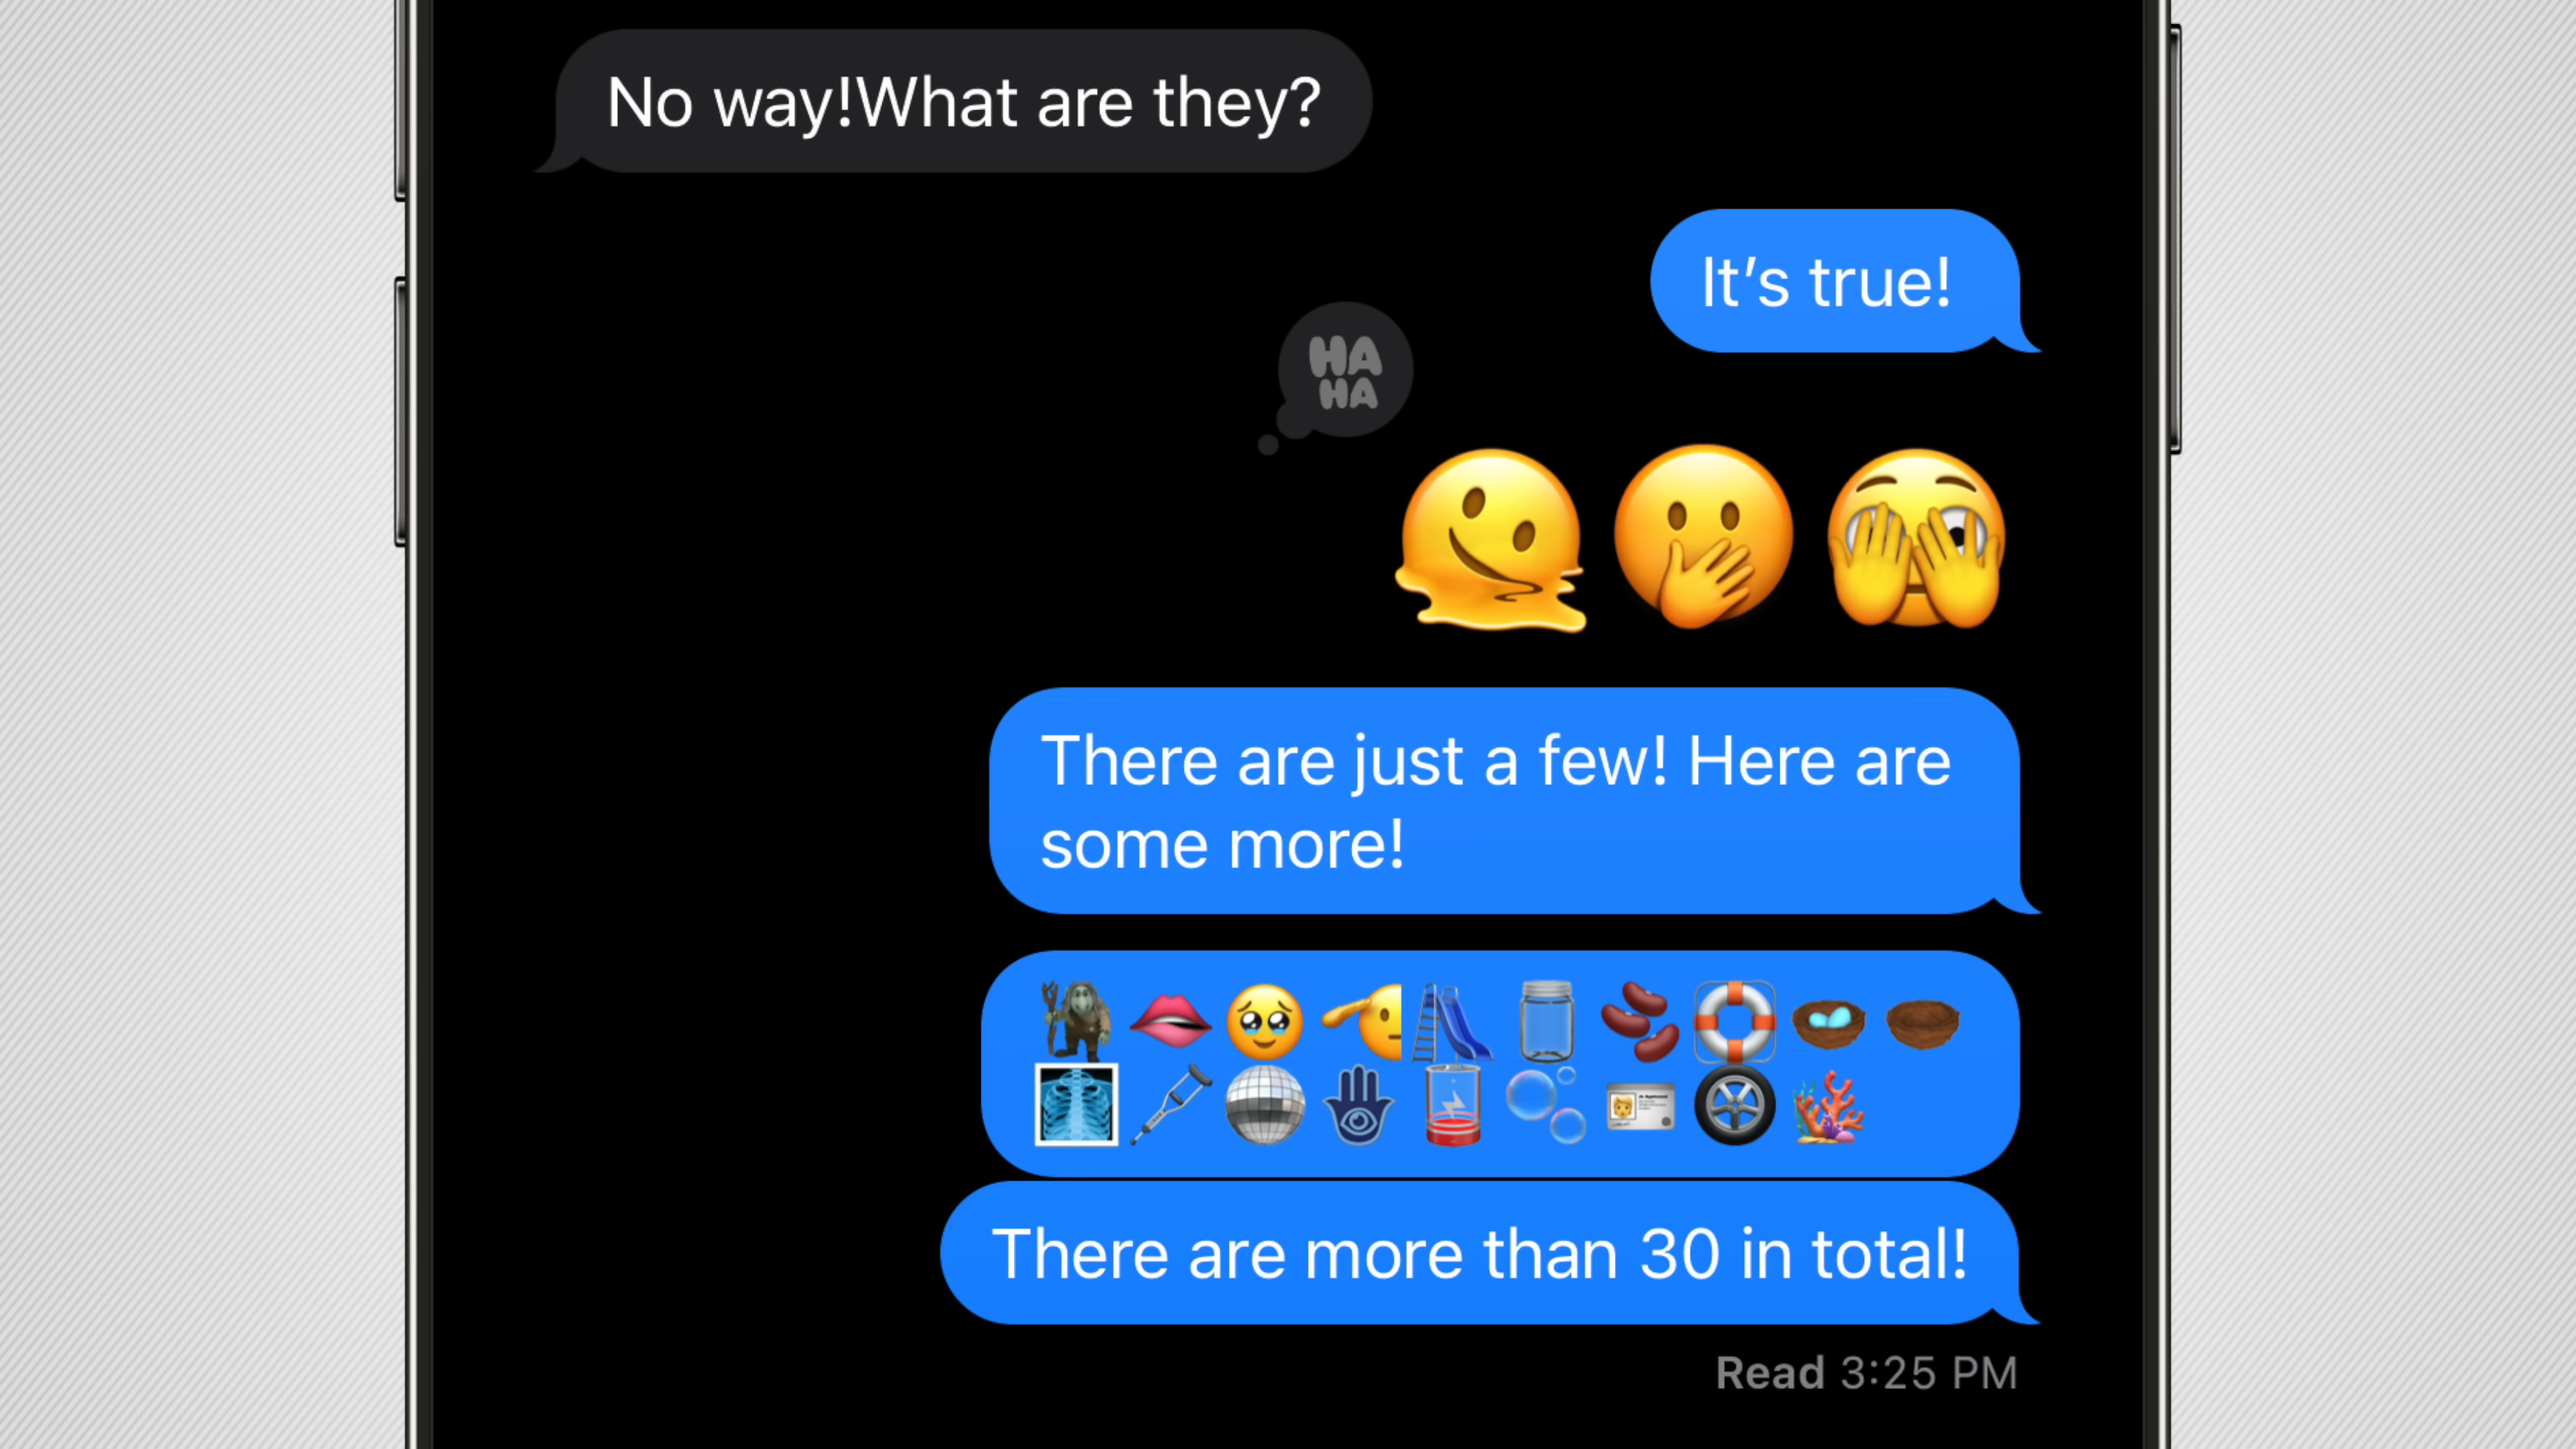 No way!What are they?
It’s true!
HA
HA
There are just a few! Here are
some more!
There are more than 30 in total!
Read 3:25 PM